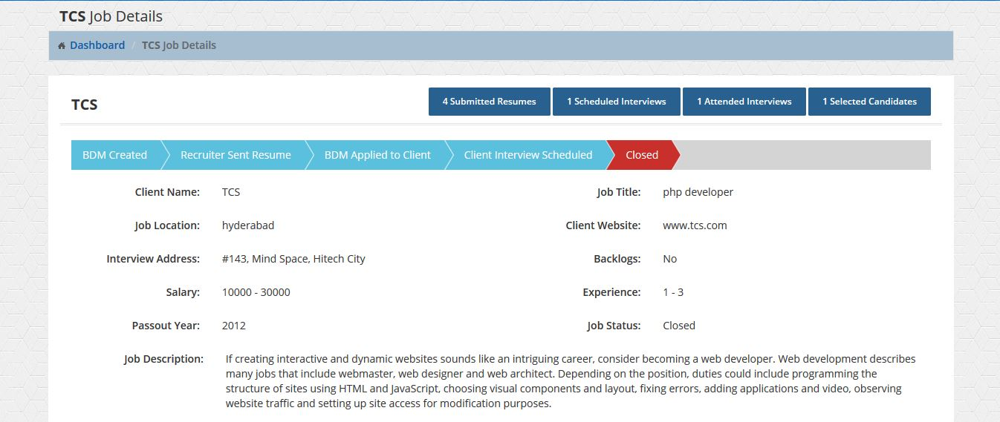 TCS Job Details
Dashboard / TCS Job Details
TCS
4 Submitted Resumes
1 Scheduled Interviews
1 Attended Interviews
1 Selected Candidates
BDM Created
Recruiter Sent Resume
BDM Applied to Client
Client Interview Scheduled
Closed
Client Name: TCS
Job Title: php developer
Job Location: hyderabad
Client Website: www.tcs.com
Interview Address: #143, Mind Space, Hitech City
Backlogs: No
Salary: 10000 - 30000
Experience: 1 - 3
Passout Year: 2012
Job Status: Closed
Job Description: If creating interactive and dynamic websites sounds like an intriguing career, consider becoming a web developer. Web development describes
many jobs that include webmaster, web designer and web architect. Depending on the position, duties could include programming the
structure of sites using HTML and JavaScript, choosing visual components and layout, fixing errors, adding applications and video, observing
website traffic and setting up site access for modification purposes.